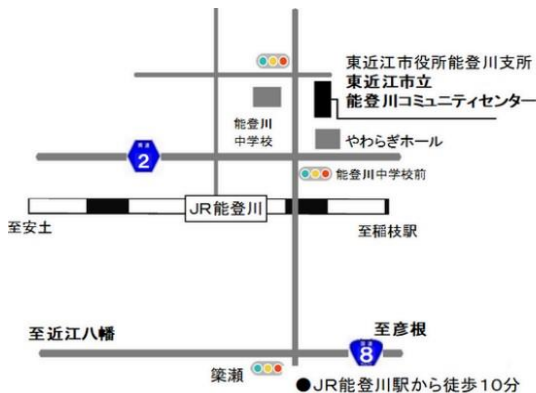 東近江市役所能登川支所
東近江市立
能登川コミュニティセンター
能登川
中学校
やわらぎホール
県道
2
能登川中学校前
JR能登川
至安土
至稲枝駅
至近江八幡
至彦根
国道
8
簗瀬
●JR能登川駅から徒歩10分